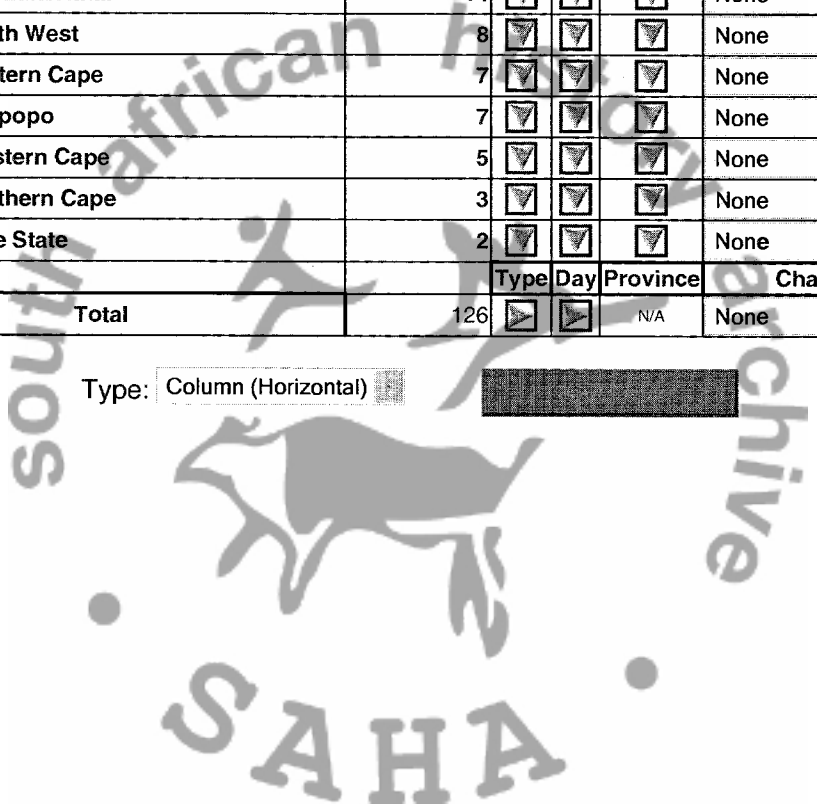 None
th West 8 None
tern Cape 7 None
popo 7 None
stern Cape 5 None
thern Cape 3 None
e State 2 None
Type Day Province Cha
Total 126 N/A None
Type: Column (Horizontal)
south african history archive
SAHA